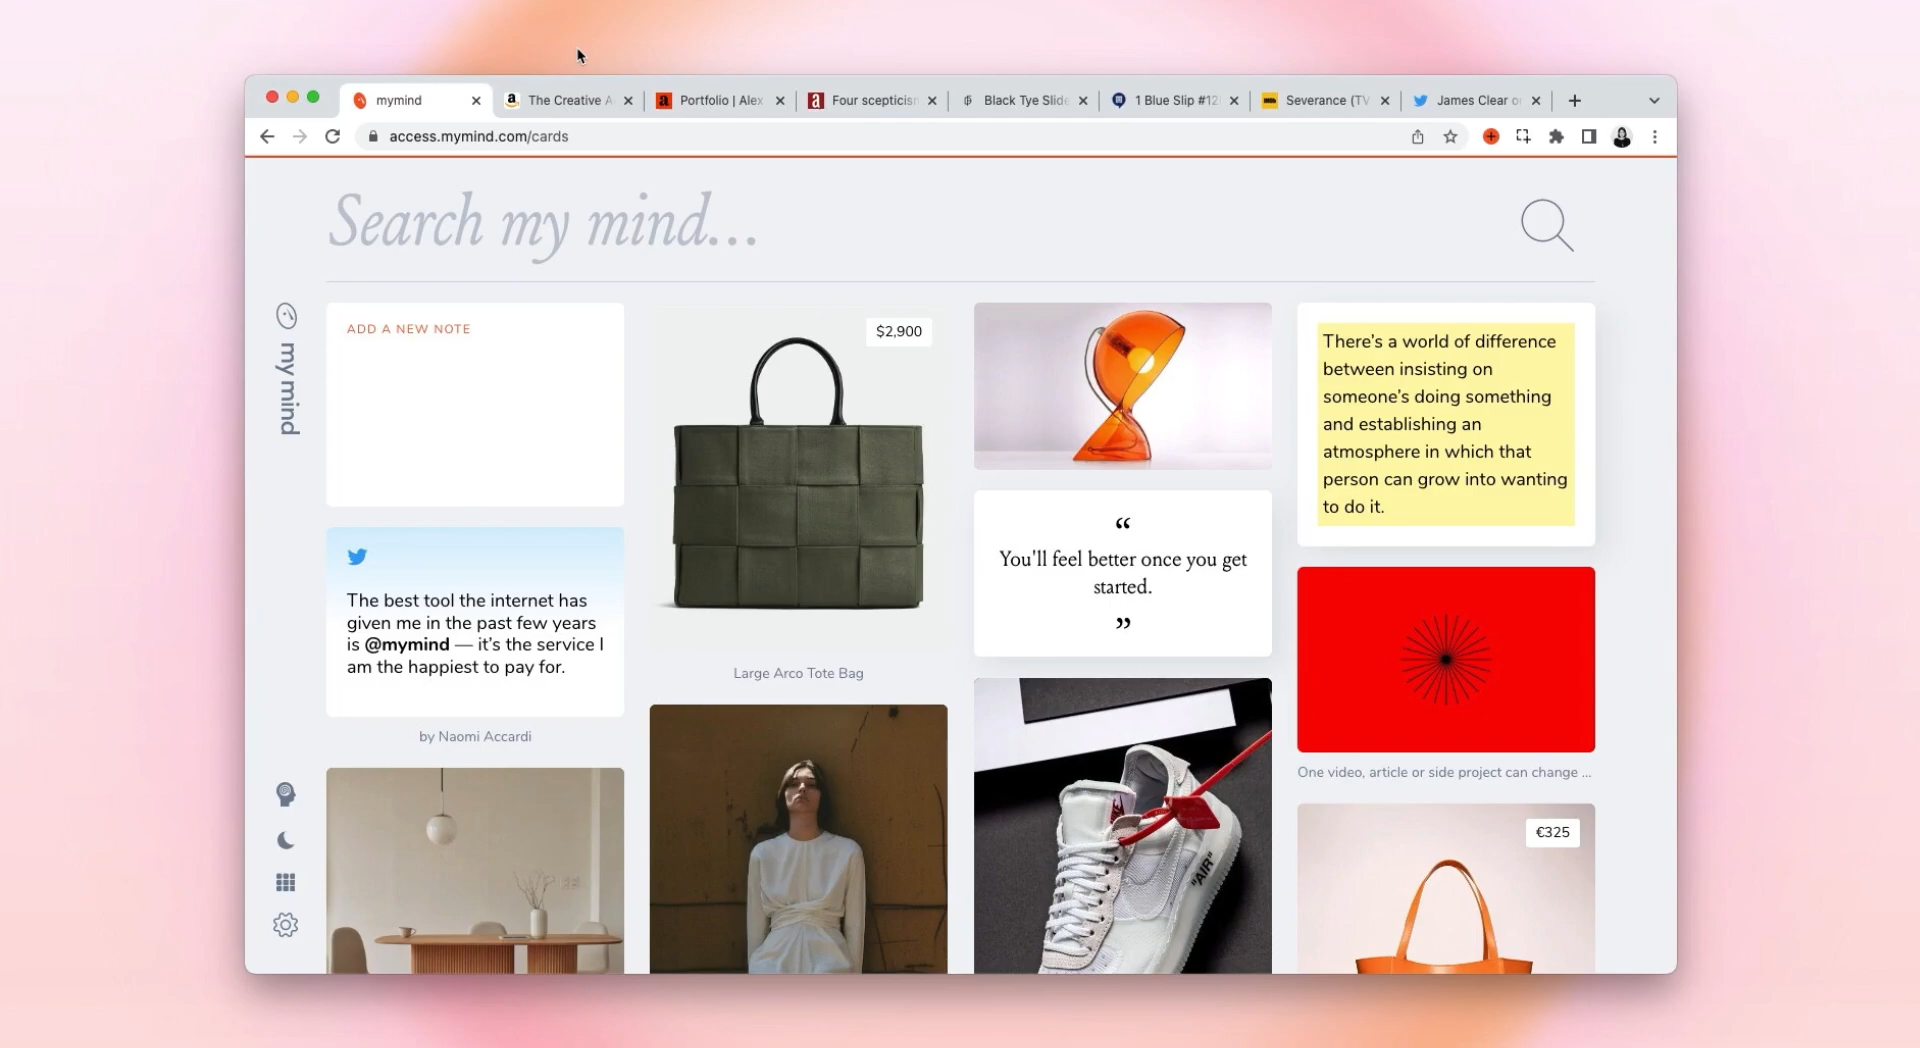 mymind
The Creative A
Portfolio | Alex
Four scepticism
Black Tye Slide
1 Blue Slip #12
Severance (TV
James Clear o
access.mymind.com/cards
Search my mind...
my mind
ADD A NEW NOTE
The best tool the internet has
given me in the past few years
is @mymind — it's the service I
am the happiest to pay for.
by Naomi Accardi
$2,900
Large Arco Tote Bag
“
You'll feel better once you get
started.
”
"AIR"
There's a world of difference
between insisting on
someone's doing something
and establishing an
atmosphere in which that
person can grow into wanting
to do it.
One video, article or side project can change ...
€325